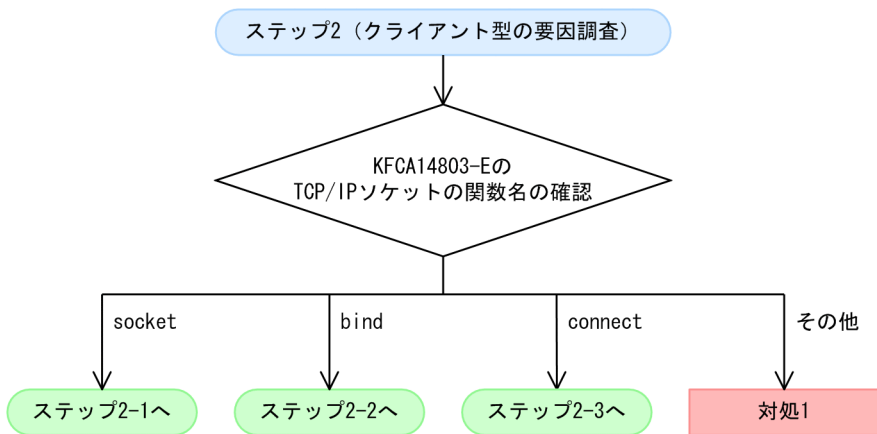 ステップ2（クライアント型の要因調査）
KFCA14803-Eの
TCP/IPソケットの関数名の確認
socket
bind
connect
その他
ステップ2-1へ
ステップ2-2へ
ステップ2-3へ
対処1